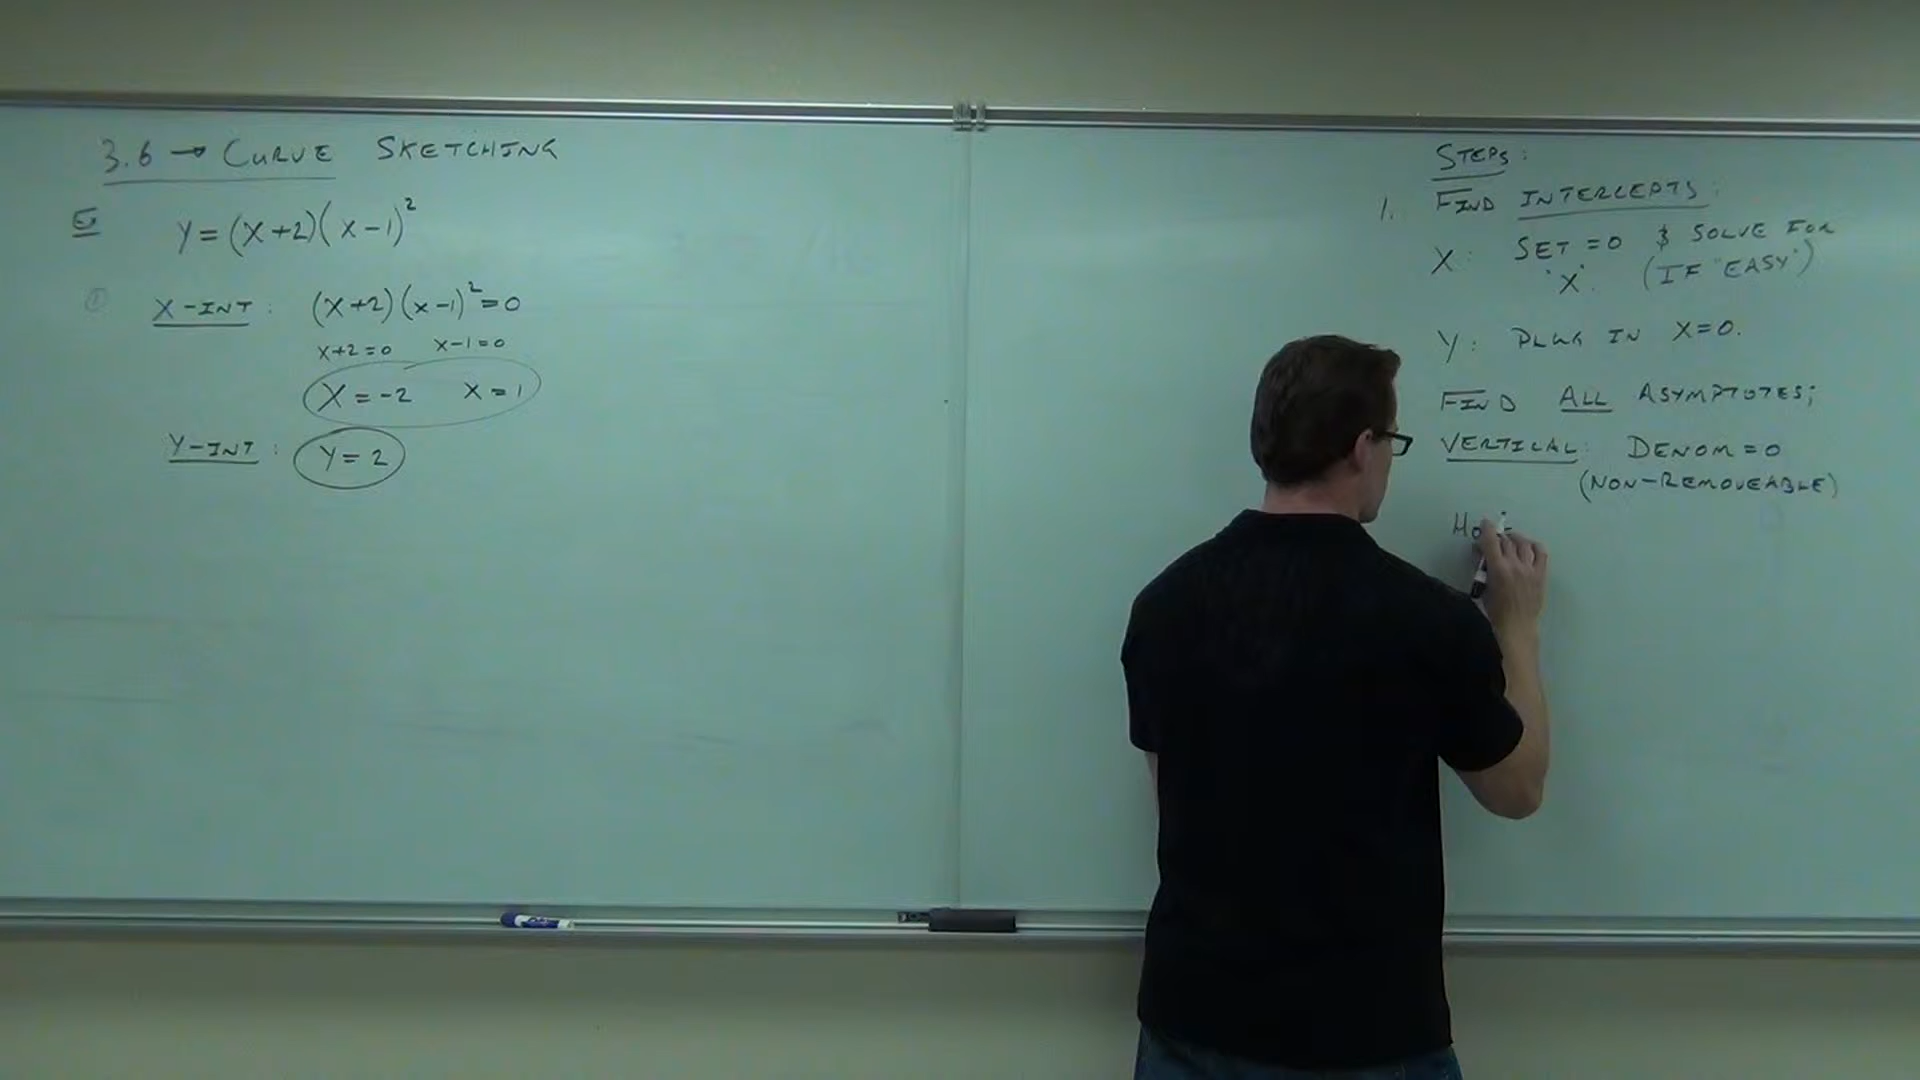 3.6 → CURVE SKETCHING
EX Y = (X+2)(X-1)²
① X-INT: (X+2)(X-1)² = 0
X+2=0 X-1=0
X = -2 X = 1
Y-INT: Y = 2
STEPS:
1. FIND INTERCEPTS:
X: SET = 0 & SOLVE FOR
"X". (IF "EASY")
Y: PLUG IN X=0.
FIND ALL ASYMPTOTES:
VERTICAL: DENOM = 0
(NON-REMOVEABLE)